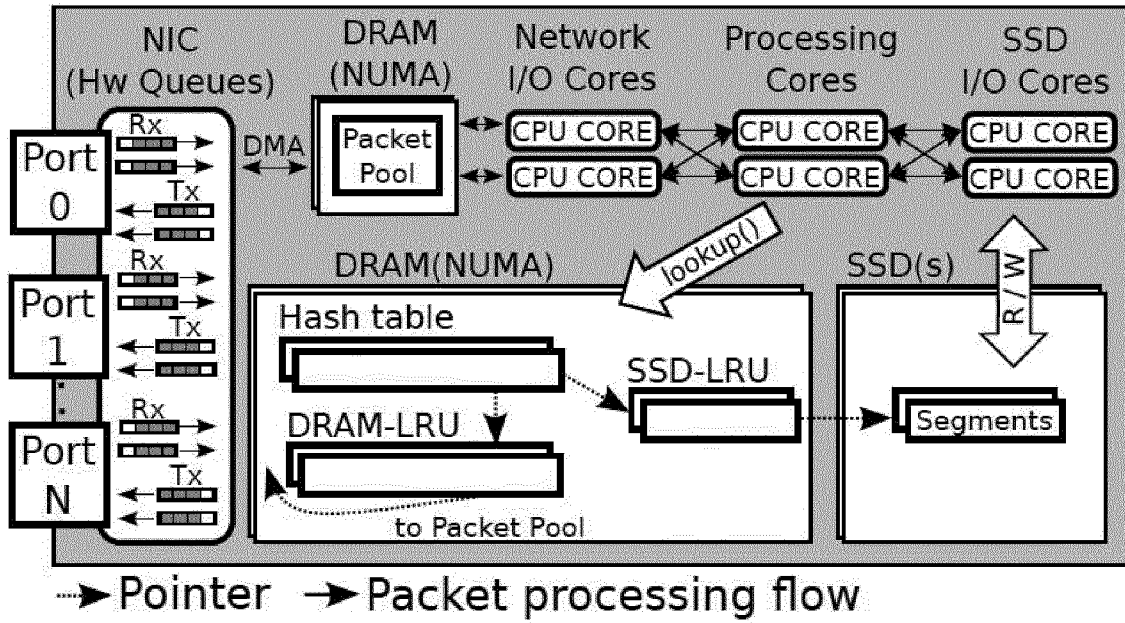 NIC
(Hw Queues)
DRAM
(NUMA)
Network
I/O Cores
Processing
Cores
SSD
I/O Cores
Port
0
Rx
Tx
DMA
Packet
Pool
CPU CORE
CPU CORE
CPU CORE
CPU CORE
CPU CORE
CPU CORE
Port
1
Rx
Tx
lookup()
DRAM(NUMA)
SSD(s)
R / W
Hash table
SSD-LRU
DRAM-LRU
Segments
to Packet Pool
Port
N
Rx
Tx
Pointer
Packet processing flow